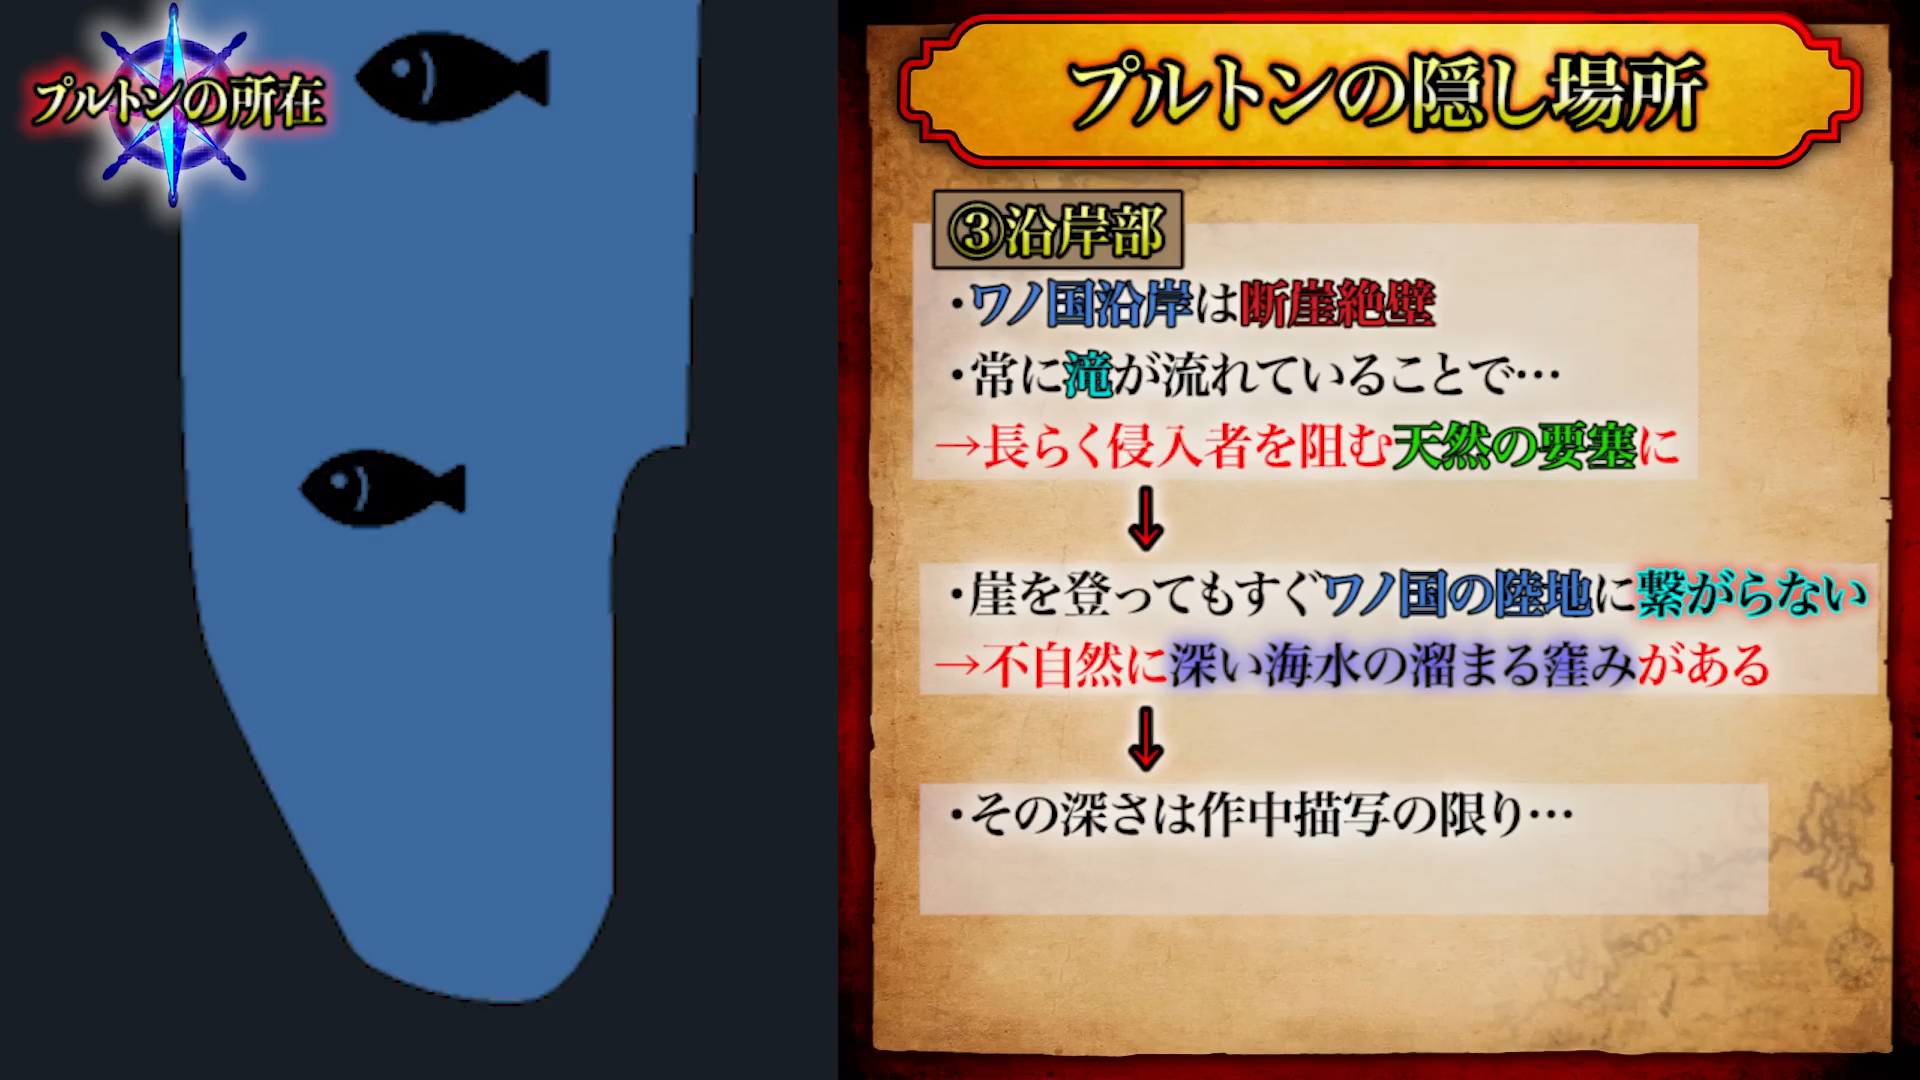 プルトンの所在
プルトンの隠し場所
③沿岸部
・ワノ国沿岸は断崖絶壁
・常に滝が流れていることで…
→長らく侵入者を阻む天然の要塞に
↓
・崖を登ってもすぐワノ国の陸地に繋がらない
→不自然に深い海水の溜まる窪みがある
↓
・その深さは作中描写の限り…